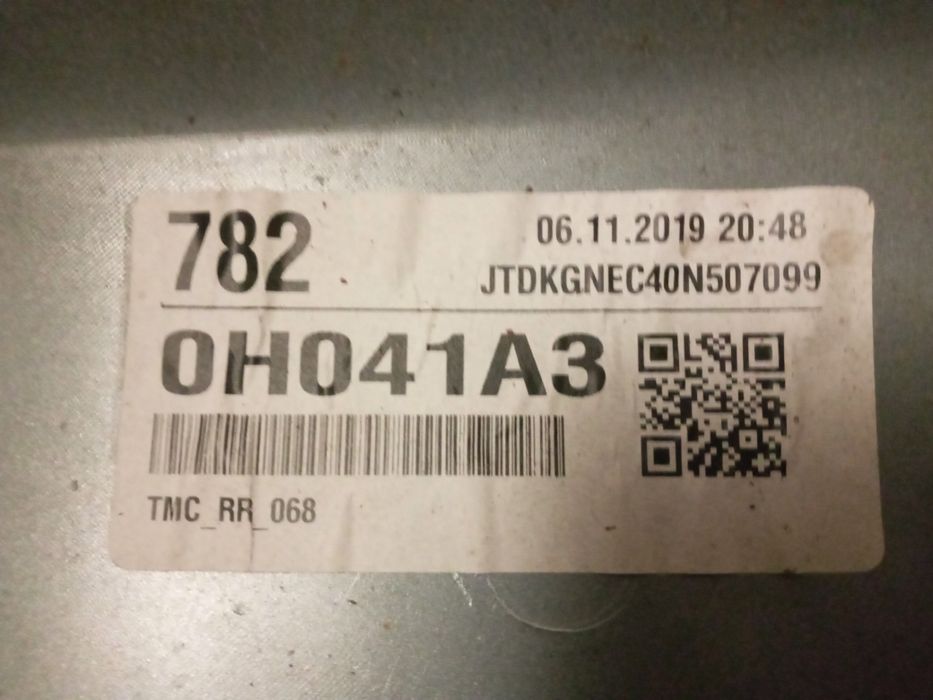 782
06.11.2019 20:48
JTDKGNEC40N507099
0H041A3
TMC_RR_068